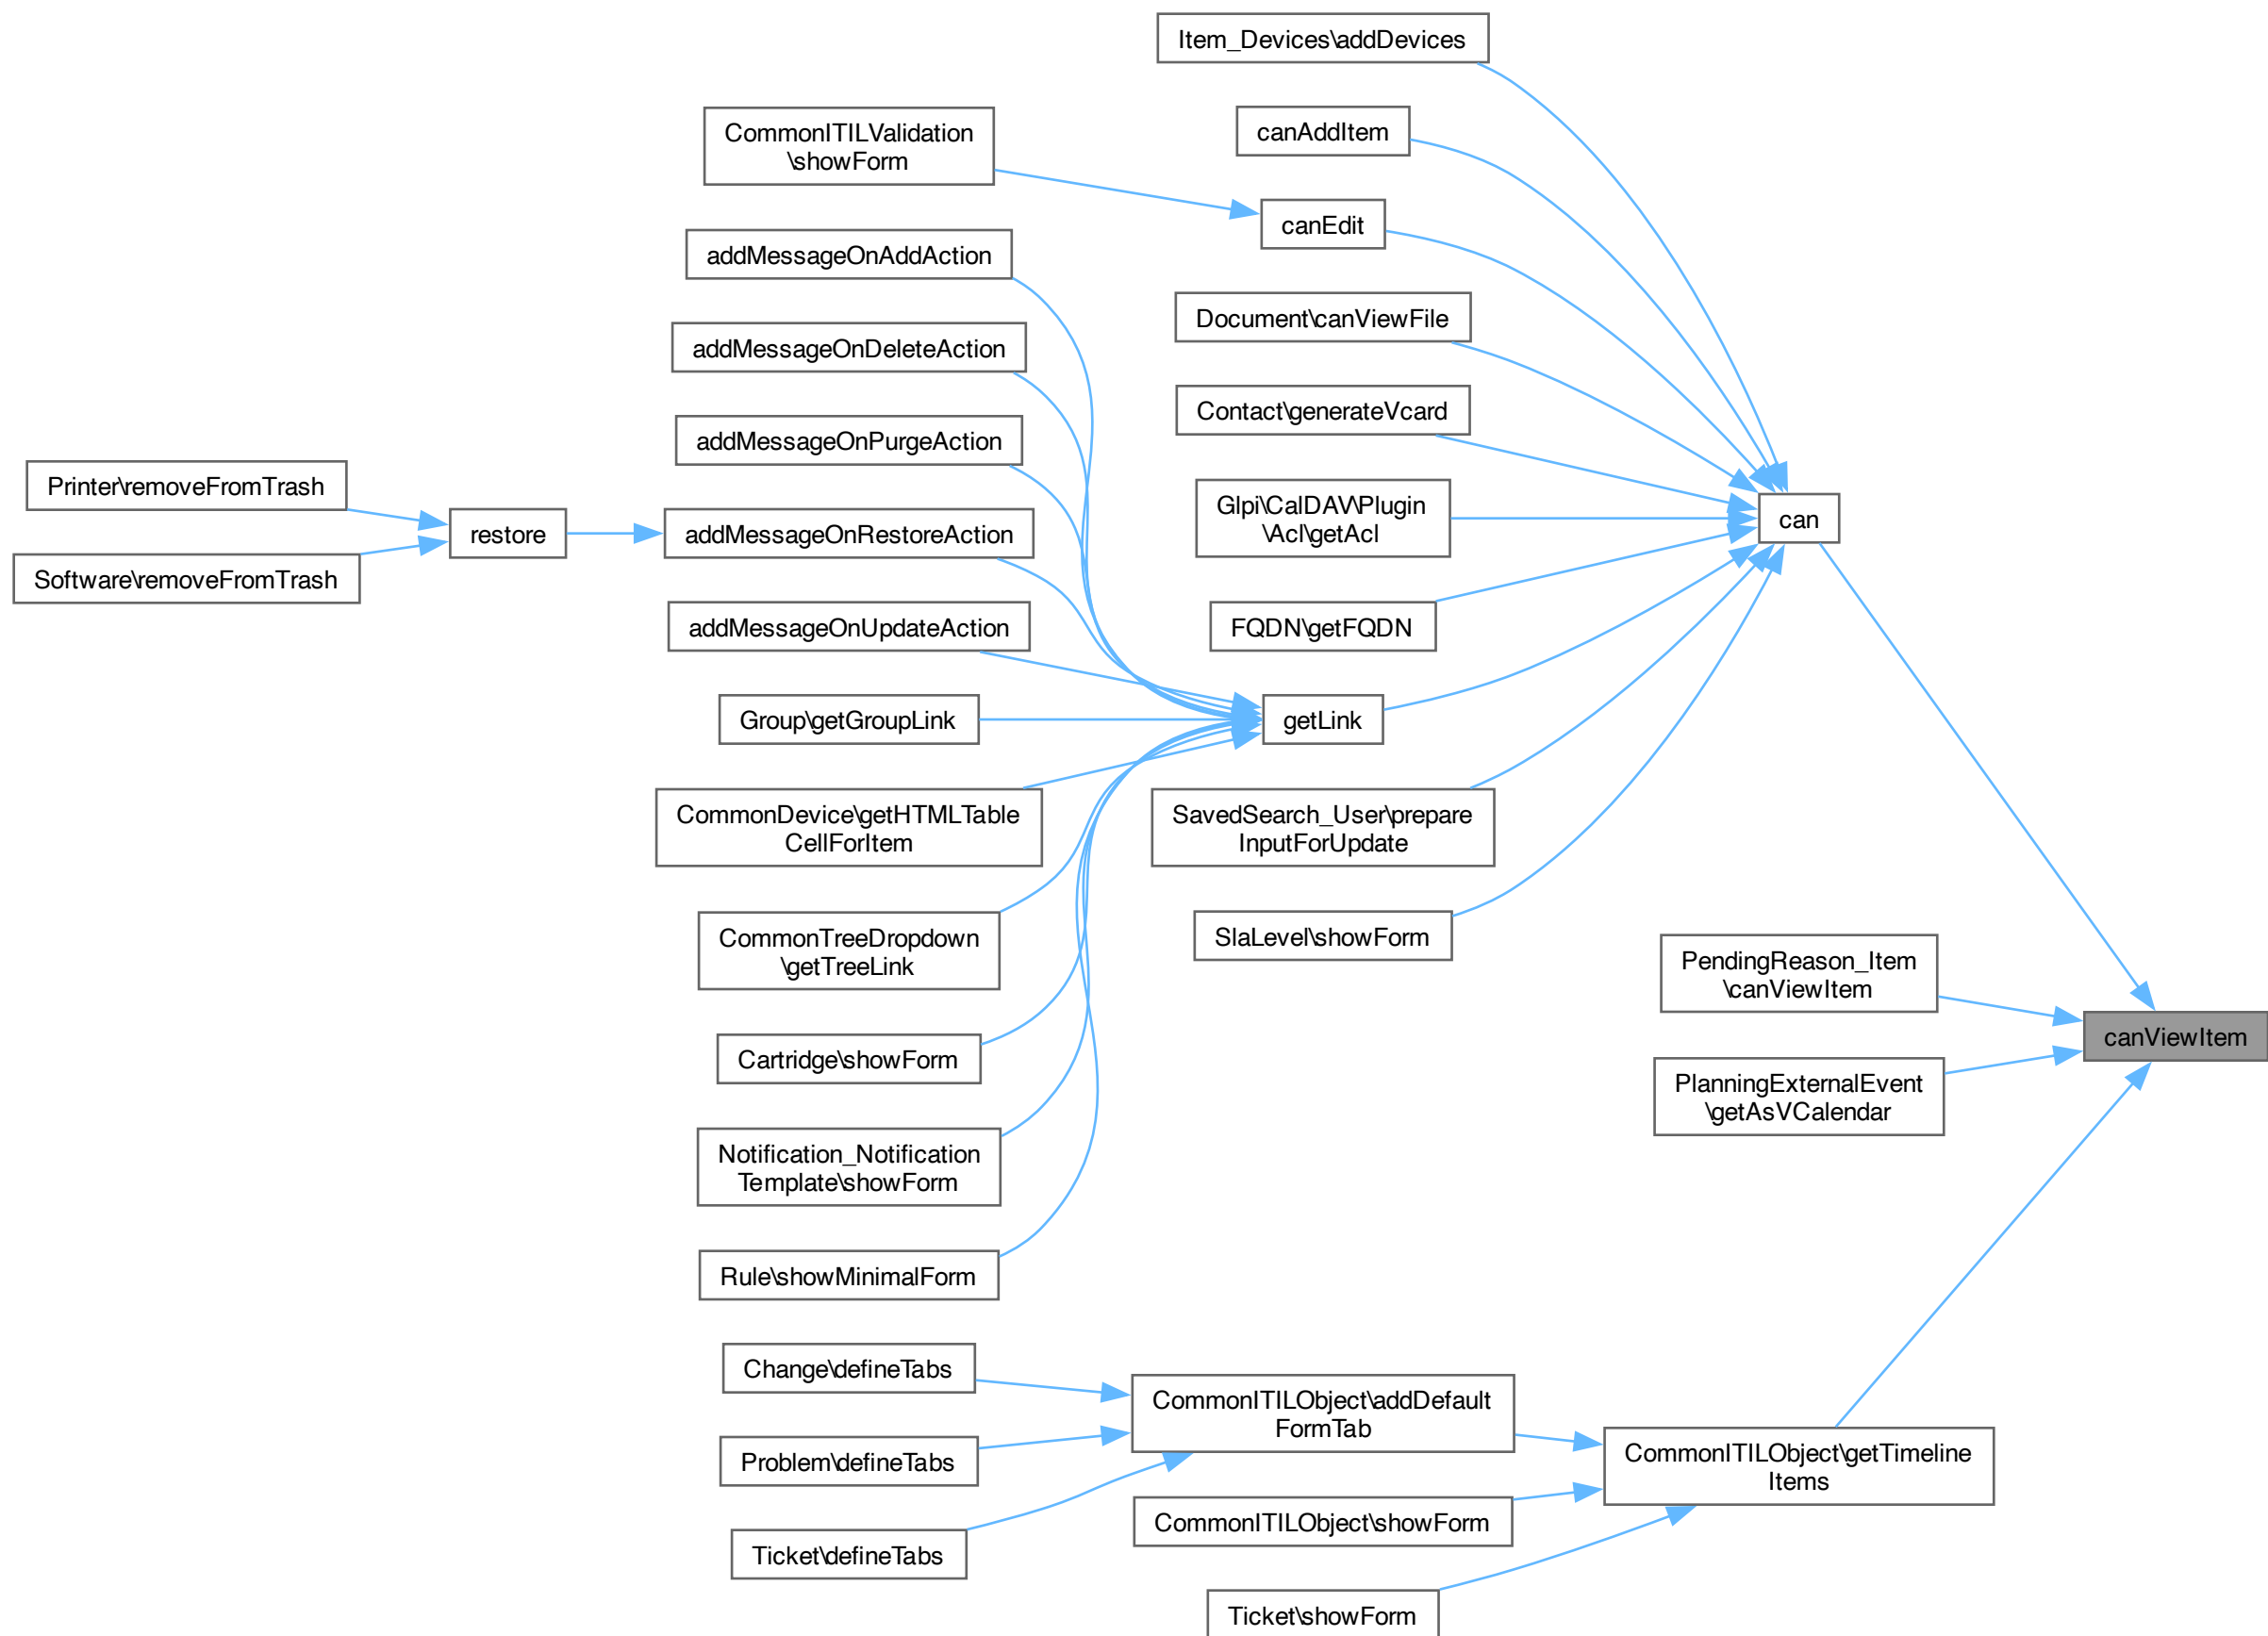 Item_Devices\addDevices
canAddItem
CommonITILValidation
\showForm
canEdit
addMessageOnAddAction
Document\canViewFile
addMessageOnDeleteAction
Contact\generateVcard
addMessageOnPurgeAction
Printer\removeFromTrash
Glpi\CalDAV\Plugin
\Acl\getAcl
can
restore
addMessageOnRestoreAction
Software\removeFromTrash
addMessageOnUpdateAction
FQDN\getFQDN
Group\getGroupLink
getLink
CommonDevice\getHTMLTable
CellForItem
SavedSearch_User\prepare
InputForUpdate
CommonTreeDropdown
\getTreeLink
SlaLevel\showForm
PendingReason_Item
\canViewItem
canViewItem
Cartridge\showForm
PlanningExternalEvent
\getAsVCalendar
Notification_Notification
Template\showForm
Rule\showMinimalForm
Change\defineTabs
CommonITILObject\addDefault
FormTab
Problem\defineTabs
CommonITILObject\getTimeline
Items
CommonITILObject\showForm
Ticket\defineTabs
Ticket\showForm